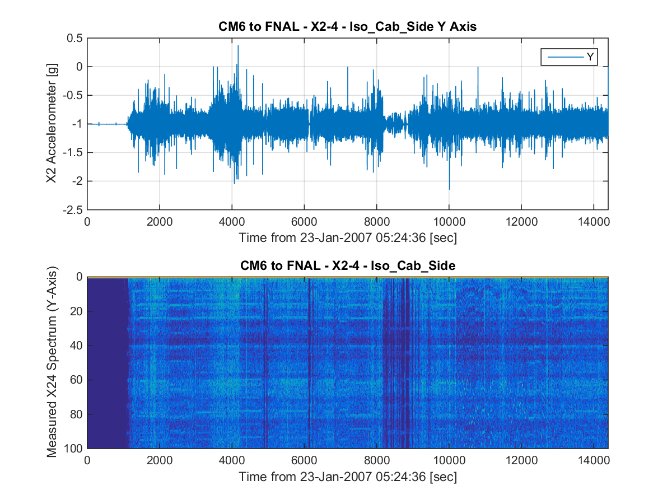 CM6 to FNAL - X2-4 - Iso_Cab_Side Y Axis
0.5
0
-0.5
-1
-1.5
-2
-2.5
X2 Accelerometer [g]
Y
0 2000 4000 6000 8000 10000 12000 14000
Time from 23-Jan-2007 05:24:36 [sec]
CM6 to FNAL - X2-4 - Iso_Cab_Side
0
20
40
60
80
100
Measured X24 Spectrum (Y-Axis)
0 2000 4000 6000 8000 10000 12000 14000
Time from 23-Jan-2007 05:24:36 [sec]